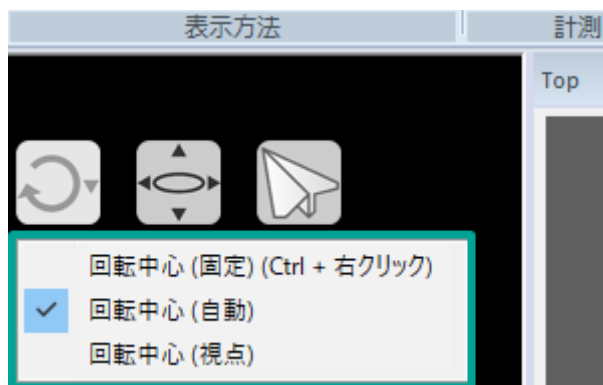 表示方法
計測
Top
回転中心 (固定) (Ctrl + 右クリック)
回転中心 (自動)
回転中心 (視点)